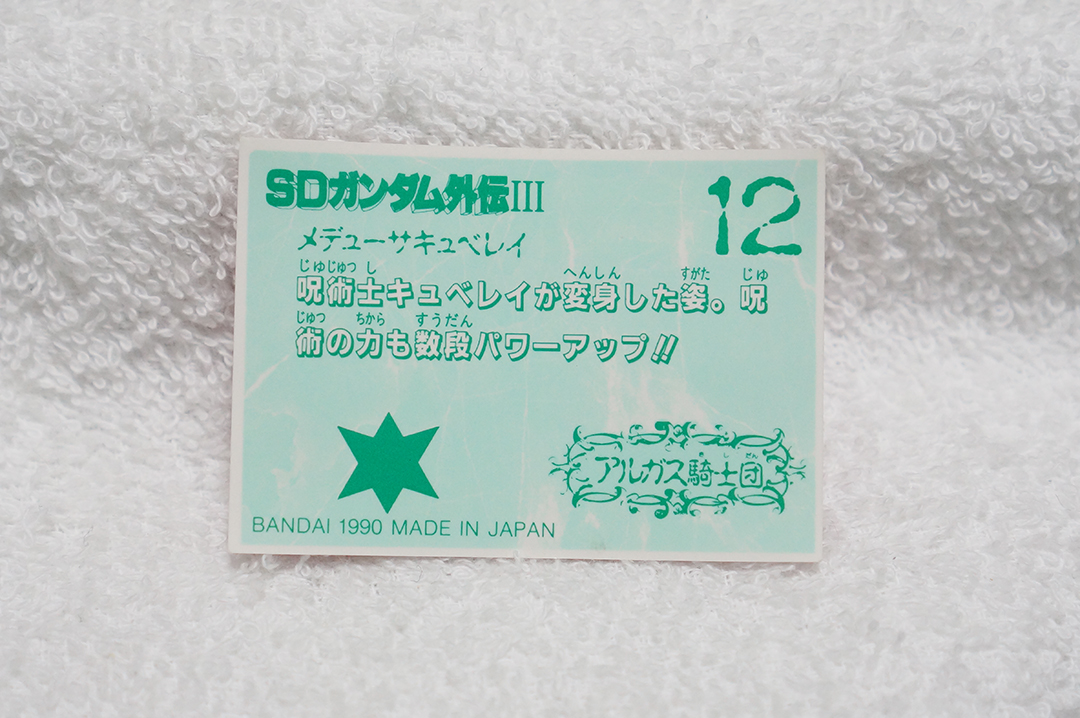 SDガンダム外伝III
12
メデューサキュベレイ
じゅじゅつし へんしん すがた じゅ
呪術士キュベレイが変身した姿。呪
じゅつ ちから すうだん
術の力も数段パワーアップ!!
アルガス騎士団
BANDAI 1990 MADE IN JAPAN